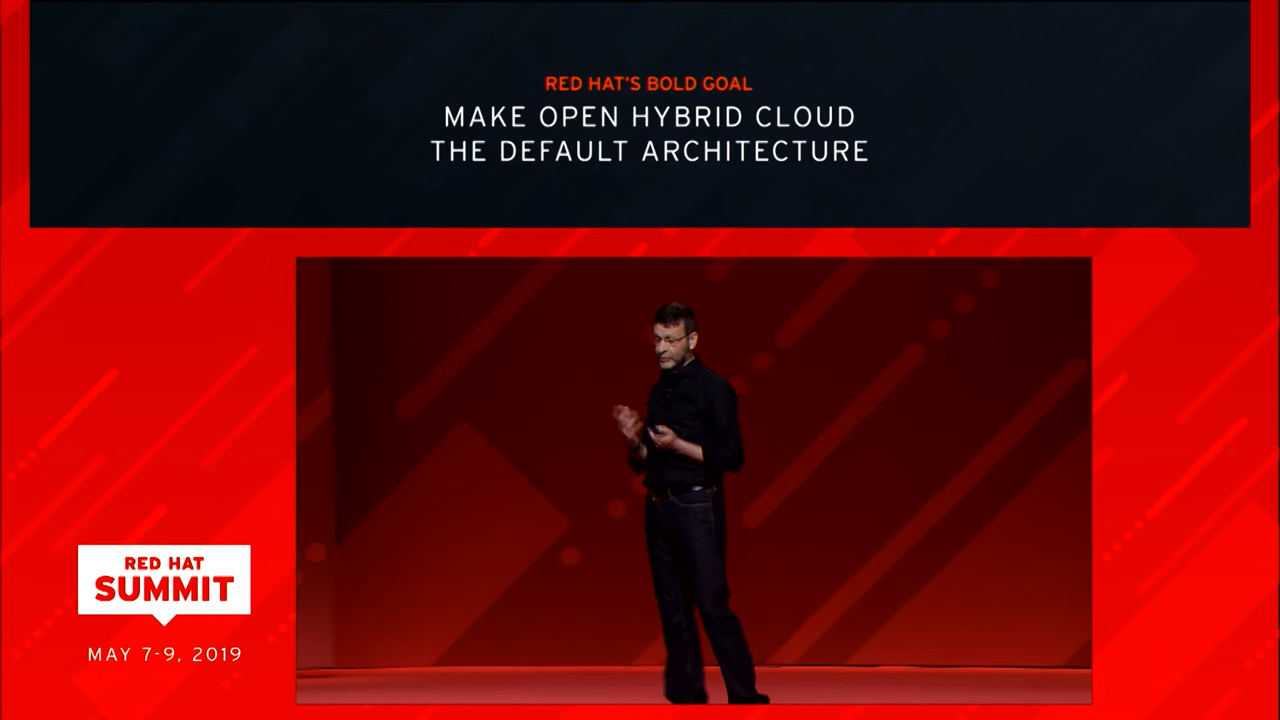 RED HAT'S BOLD GOAL
MAKE OPEN HYBRID CLOUD
THE DEFAULT ARCHITECTURE
RED HAT
SUMMIT
MAY 7-9, 2019